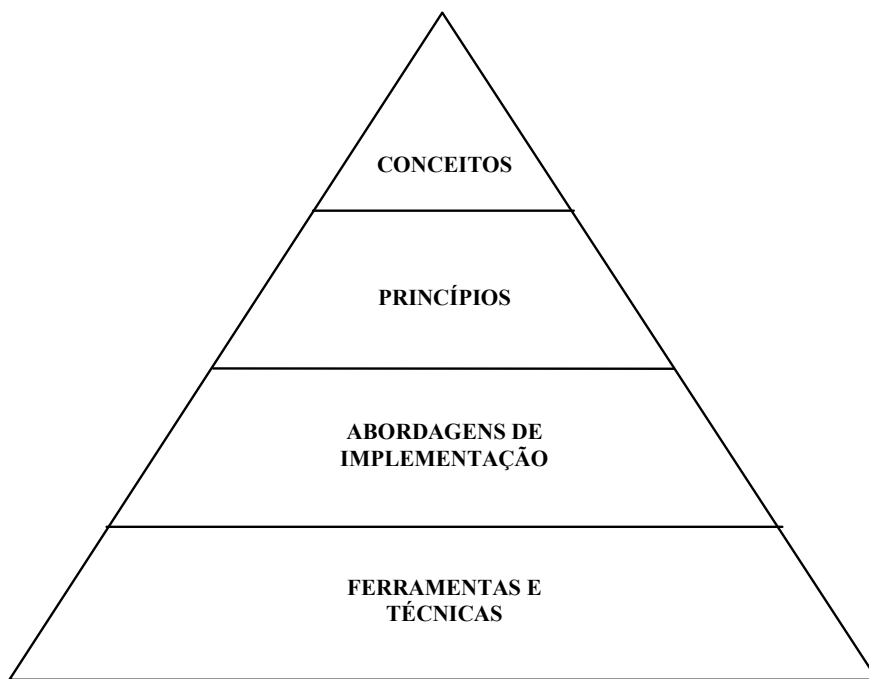 CONCEITOS
PRINCÍPIOS
ABORDAGENS DE
IMPLEMENTAÇÃO
FERRAMENTAS E
TÉCNICAS